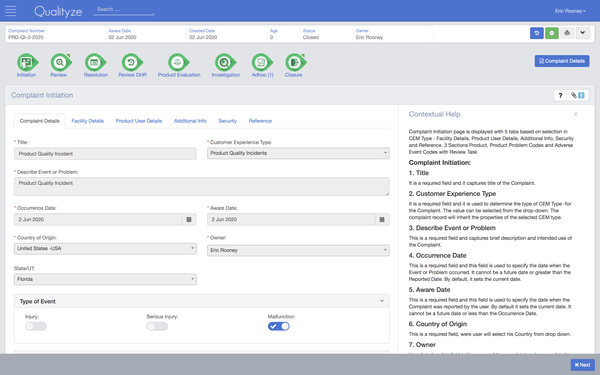 Qualityze
Search ....
Eric Rooney
Complaint Number
Aware Date
Created Date
Age
Status
Owner
PRD-QI-3-2020
02 Jun 2020
02 Jun 2020
0
Closed
Eric Rooney
Initiation
Review
Resolution
Review DHR
Product Evaluation
Investigation
Adhoc (1)
Closure
Complaint Details
Complaint Initiation
?
Complaint Details
Facility Details
Product User Details
Additional Info
Security
Reference
* Title:
Product Quality Incident
* Customer Experience Type:
Product Quality Incidents
* Describe Event or Problem:
Product Quality Incident
* Occurrence Date:
2 Jun 2020
* Aware Date:
2 Jun 2020
* Country of Origin:
United States -USA
* Owner:
Eric Rooney
State/UT:
Florida
Type of Event
Injury:
Serious Injury:
Malfunction:
Contextual Help
×
Complaint Initiation page is displayed with 5 tabs based on selection in
CEM Type - Facility Details, Product User Details, Additional Info, Security
and Reference. 3 Sections Product, Product Problem Codes and Adverse
Event Codes with Review Task
Complaint Initiation:
1. Title
It is a required field and it captures title of the Complaint.
2. Customer Experience Type
It is a required field and it is used to determine the type of CEM Type -for
the Complaint. The value can be selected from the drop-down. The
complaint record will inherit the properties of the selected CEM type.
3. Describe Event or Problem
This is a required field and captures brief description and intended use of
the Complaint.
4. Occurrence Date
This is a required field and this field is used to specify the date when the
Event or Problem occurred. It cannot be a future date or greater than the
Reported Date. By default, it sets the current date.
5. Aware Date
This is a required field and this field is used to specify the date when the
Complaint was reported by the user. By default it sets the current date. It
cannot be a future date or less than the Occurrence Date.
6. Country of Origin
This is a required field, were user will select his Country from drop down.
7. Owner
Next